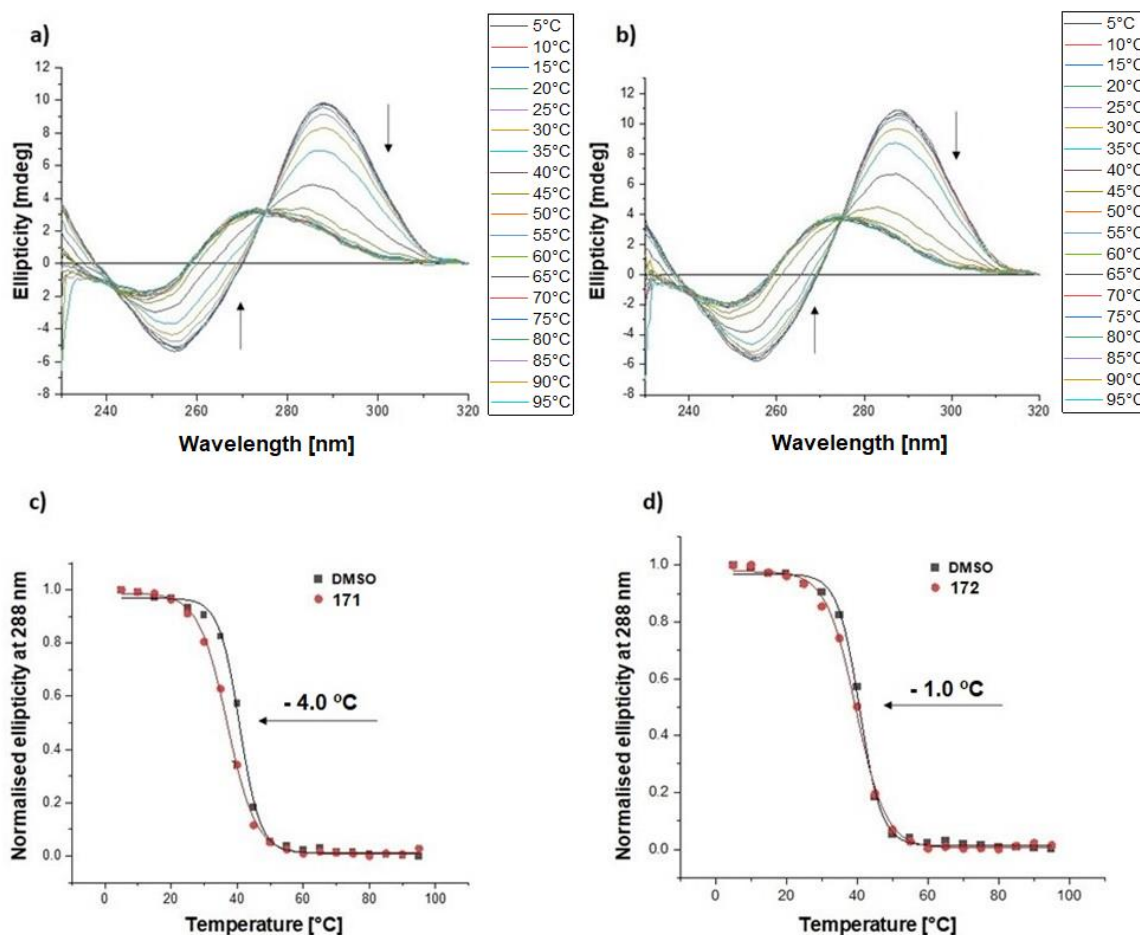 a)
12
10
8
6
4
2
0
-2
-4
-6
-8
240 260 280 300 320
Ellipticity [mdeg]
Wavelength [nm]
5°C
10°C
15°C
20°C
25°C
30°C
35°C
40°C
45°C
50°C
55°C
60°C
65°C
70°C
75°C
80°C
85°C
90°C
95°C
b)
12
10
8
6
4
2
0
-2
-4
-6
-8
240 260 280 300 320
Ellipticity [mdeg]
Wavelength [nm]
5°C
10°C
15°C
20°C
25°C
30°C
35°C
40°C
45°C
50°C
55°C
60°C
65°C
70°C
75°C
80°C
85°C
90°C
95°C
c)
Normalised ellipticity at 288 nm
1.0
0.8
0.6
0.4
0.2
0.0
DMSO
171
- 4.0 ºC
0 20 40 60 80 100
Temperature [°C]
d)
Normalised ellipticity at 288 nm
1.0
0.8
0.6
0.4
0.2
0.0
DMSO
172
- 1.0 ºC
0 20 40 60 80 100
Temperature [°C]